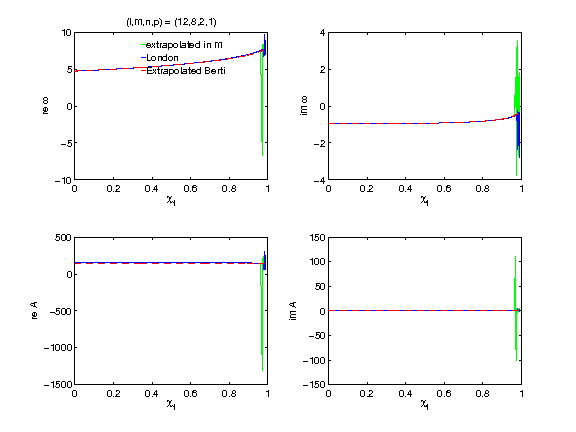 (l,m,n,p) = (12,8,2,1)
10
5
0
-5
-10
re ω
extrapolated in M
London
Extrapolated Berti
0 0.2 0.4 0.6 0.8 1
χf
4
2
0
-2
-4
im ω
0 0.2 0.4 0.6 0.8 1
χf
500
0
-500
-1000
-1500
re A
0 0.2 0.4 0.6 0.8 1
χf
150
100
50
0
-50
-100
-150
im A
0 0.2 0.4 0.6 0.8 1
χf